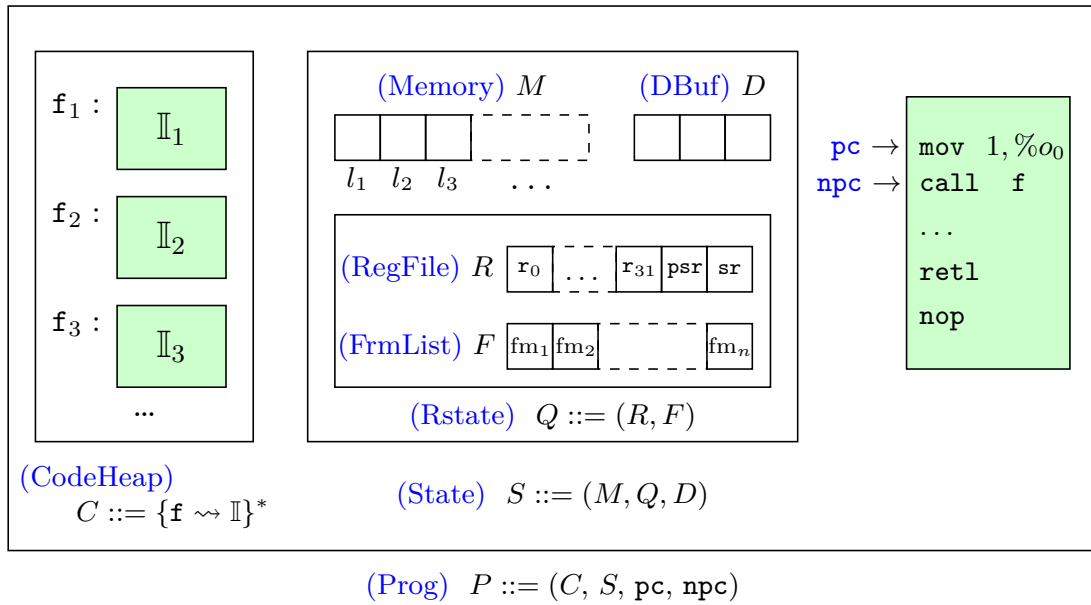 f₁ :
𝕀₁
f₂ :
𝕀₂
f₃ :
𝕀₃
...
(CodeHeap)
C ::= {f ⇝ 𝕀}*
(Memory) M
l₁ l₂ l₃ ...
(DBuf) D
(RegFile) R r₀ ... r₃₁ psr sr
(FrmList) F fm₁ fm₂ fmₙ
(Rstate) Q ::= (R, F)
(State) S ::= (M, Q, D)
pc → mov 1, %o₀
npc → call f
...
retl
nop
(Prog) P ::= (C, S, pc, npc)